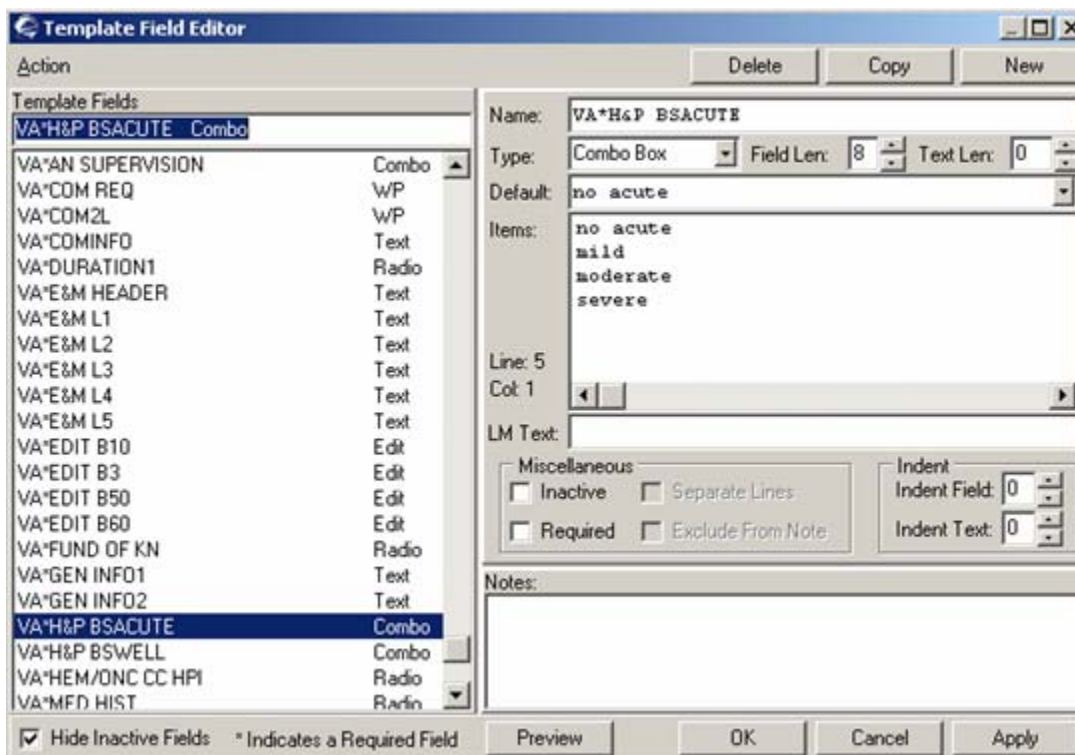 Template Field Editor
Action
Delete Copy New
Template Fields
VA*H&P BSACUTE Combo
VA*AN SUPERVISION Combo
VA*COM REQ WP
VA*COM2L WP
VA*COMINFO Text
VA*DURATION1 Radio
VA*E&M HEADER Text
VA*E&M L1 Text
VA*E&M L2 Text
VA*E&M L3 Text
VA*E&M L4 Text
VA*E&M L5 Text
VA*EDIT B10 Edit
VA*EDIT B3 Edit
VA*EDIT B50 Edit
VA*EDIT B60 Edit
VA*FUND OF KN Radio
VA*GEN INFO1 Text
VA*GEN INFO2 Text
VA*H&P BSACUTE Combo
VA*H&P BSWELL Combo
VA*HEM/ONC CC HPI Radio
VA*MED HIST Radio
Name: VA*H&P BSACUTE
Type: Combo Box Field Len: 8 Text Len: 0
Default: no acute
Items: no acute
mild
moderate
severe
Line: 5
Col: 1
LM Text:
Miscellaneous
Inactive Separate Lines
Required Exclude From Note
Indent
Indent Field: 0
Indent Text: 0
Notes:
Hide Inactive Fields * Indicates a Required Field
Preview OK Cancel Apply